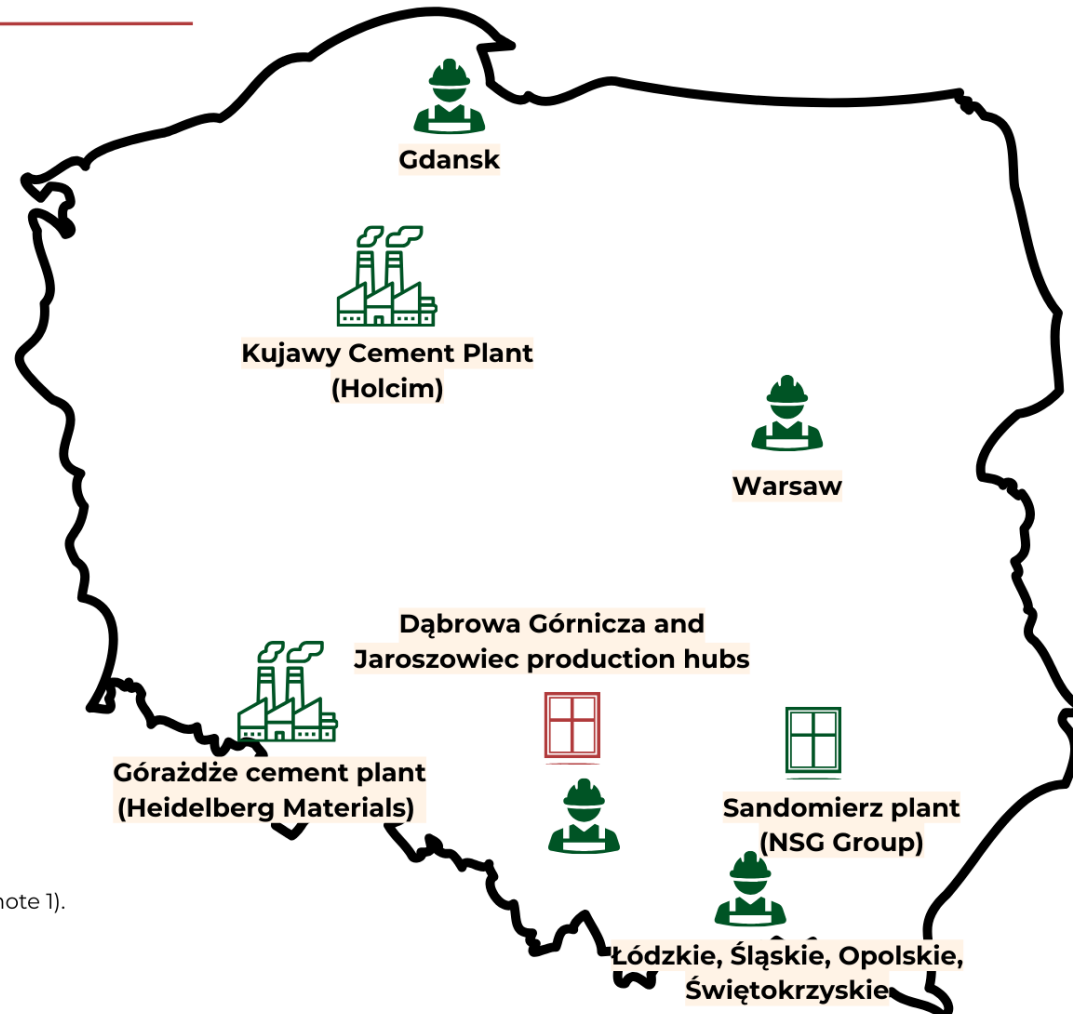 Gdansk
Kujawy Cement Plant
(Holcim)
Warsaw
Dąbrowa Górnicza and
Jaroszowiec production hubs
Górażdże cement plant
(Heidelberg Materials)
Sandomierz plant
(NSG Group)
note 1).
Łódzkie, Śląskie, Opolskie,
Świętokrzyskie